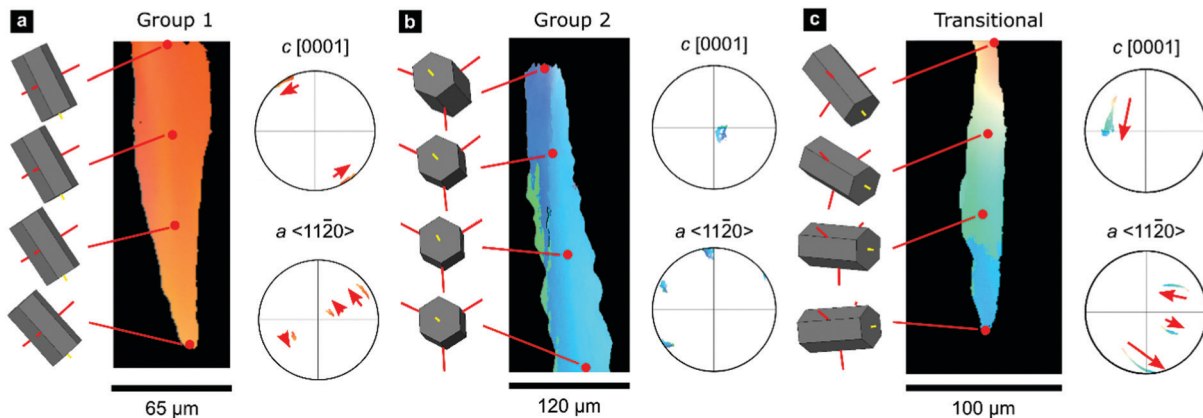 a Group 1
c [0001]
a <112̄0>
65 µm
b Group 2
c [0001]
a <112̄0>
120 µm
c Transitional
c [0001]
a <112̄0>
100 µm